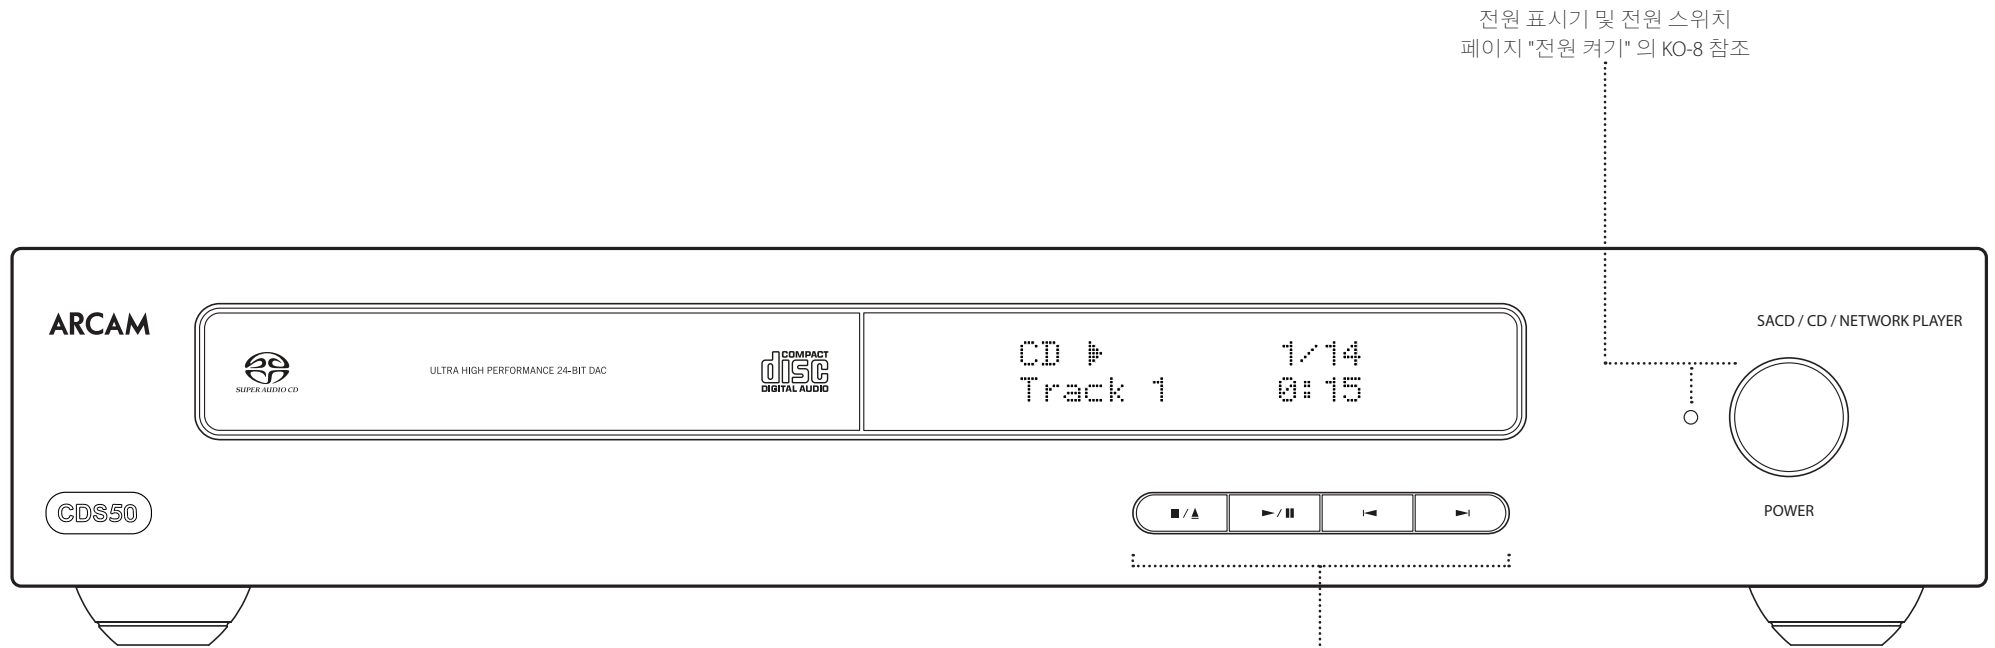 전원 표시기 및 전원 스위치
페이지 "전원 켜기" 의 KO-8 참조
ARCAM
SUPER AUDIO CD
ULTRA HIGH PERFORMANCE 24-BIT DAC
COMPACT
disc
DIGITAL AUDIO
CD 1/14
Track 1 0:15
SACD / CD / NETWORK PLAYER
CDS50
POWER